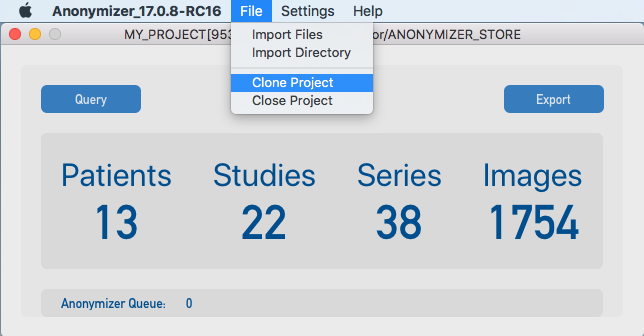 Anonymizer_17.0.8-RC16 File Settings Help
MY_PROJECT[953 or/ANONYMIZER_STORE
Import Files
Import Directory
Clone Project
Close Project
Query Export
Patients Studies Series Images
13 22 38 1754
Anonymizer Queue: 0